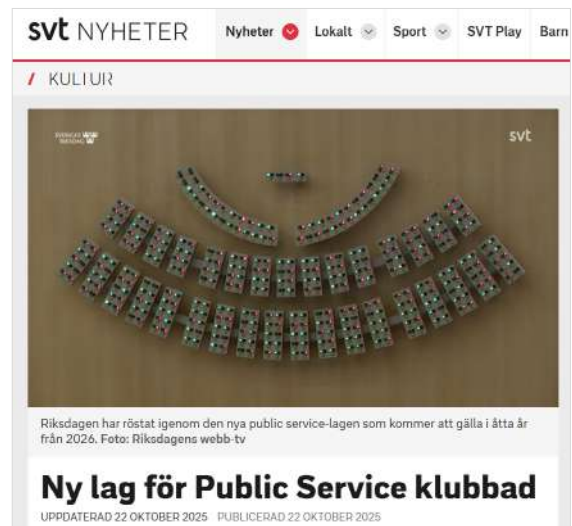 svt NYHETER Nyheter Lokalt Sport SVT Play Barn
/ KULTUR
SVERIGES RIKSDAG svt
Riksdagen har röstat igenom den nya public service-lagen som kommer att gälla i åtta år
från 2026. Foto: Riksdagens webb-tv
Ny lag för Public Service klubbad
UPPDATERAD 22 OKTOBER 2025 PUBLICERAD 22 OKTOBER 2025